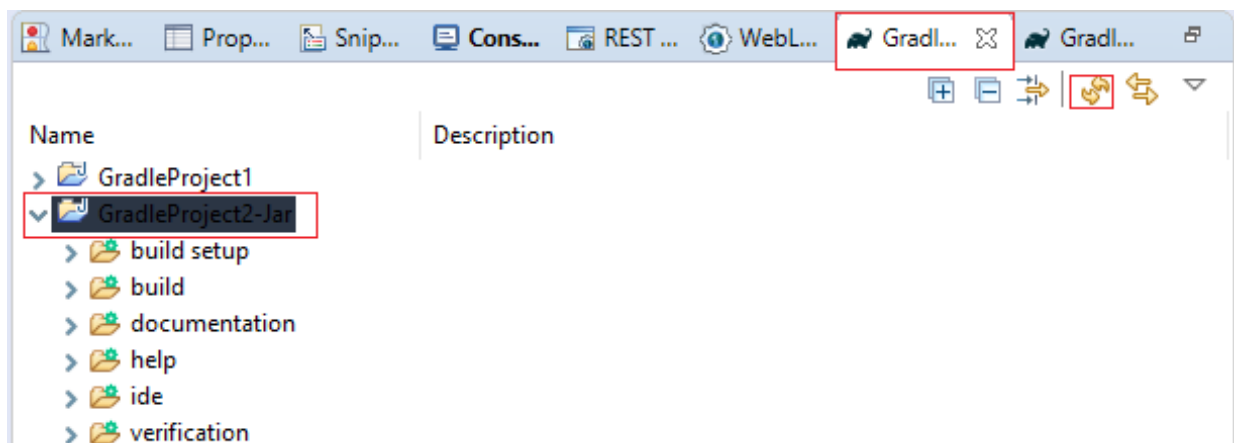 Mark... Prop... Snip... Cons... REST ... WebL... Gradl... Gradl...
Name Description
GradleProject1
GradleProject2-Jar
build setup
build
documentation
help
ide
verification